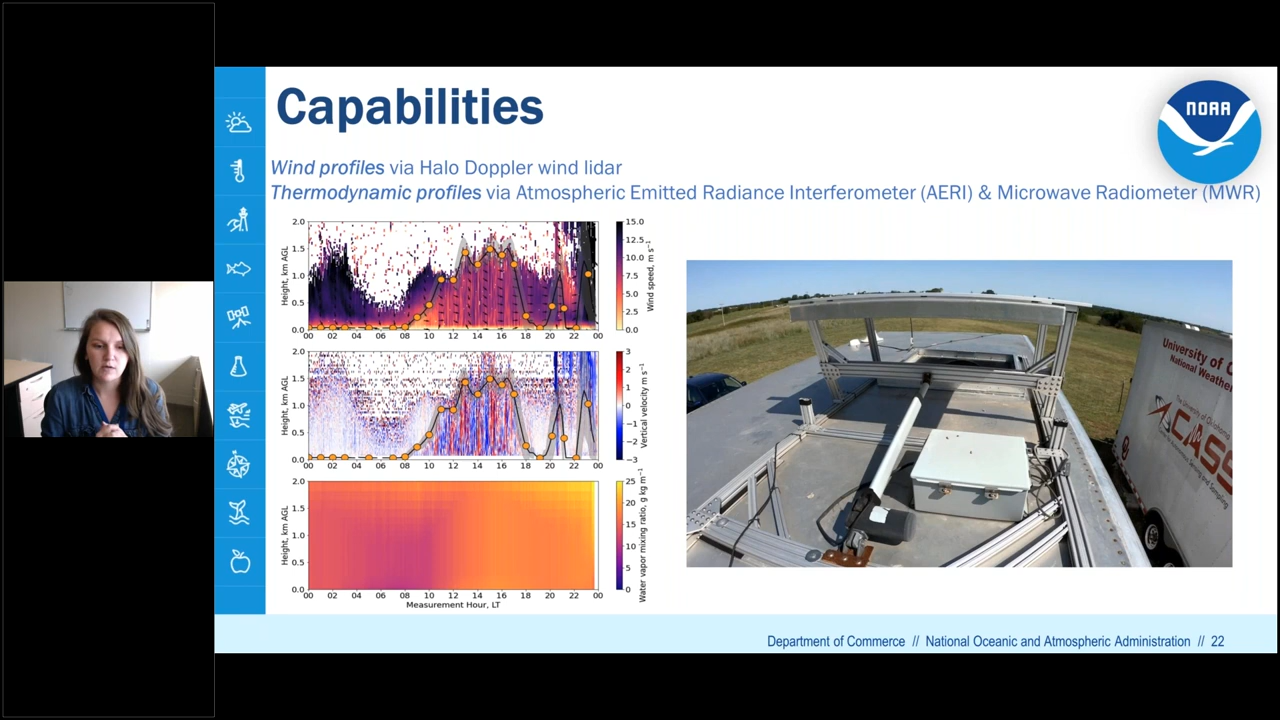 Capabilities
NOAA
Wind profiles via Halo Doppler wind lidar
Thermodynamic profiles via Atmospheric Emitted Radiance Interferometer (AERI) & Microwave Radiometer (MWR)
Height, km AGL
2.0
1.5
1.0
0.5
0.0
00 02 04 06 08 10 12 14 16 18 20 22 00
15.0
12.5
10.0
7.5
5.0
2.5
0.0
Wind speed, m s⁻¹
Height, km AGL
2.0
1.5
1.0
0.5
0.0
00 02 04 06 08 10 12 14 16 18 20 22 00
3
2
1
0
−1
−2
−3
Vertical velocity m s⁻¹
Height, km AGL
2.0
1.5
1.0
0.5
0.0
00 02 04 06 08 10 12 14 16 18 20 22 00
Measurement Hour, LT
25
20
15
10
5
0
Water vapor mixing ratio, g kg m⁻¹
University of
National Weather
The University of Oklahoma
CASS
and Sampling
Department of Commerce // National Oceanic and Atmospheric Administration // 22